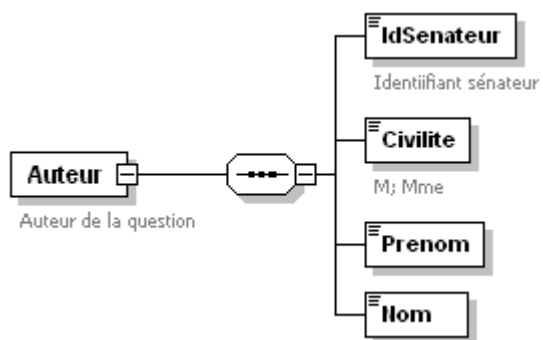 IdSenateur
Identiifiant sénateur
Civilite
M; Mme
Auteur
Auteur de la question
Prenom
Nom